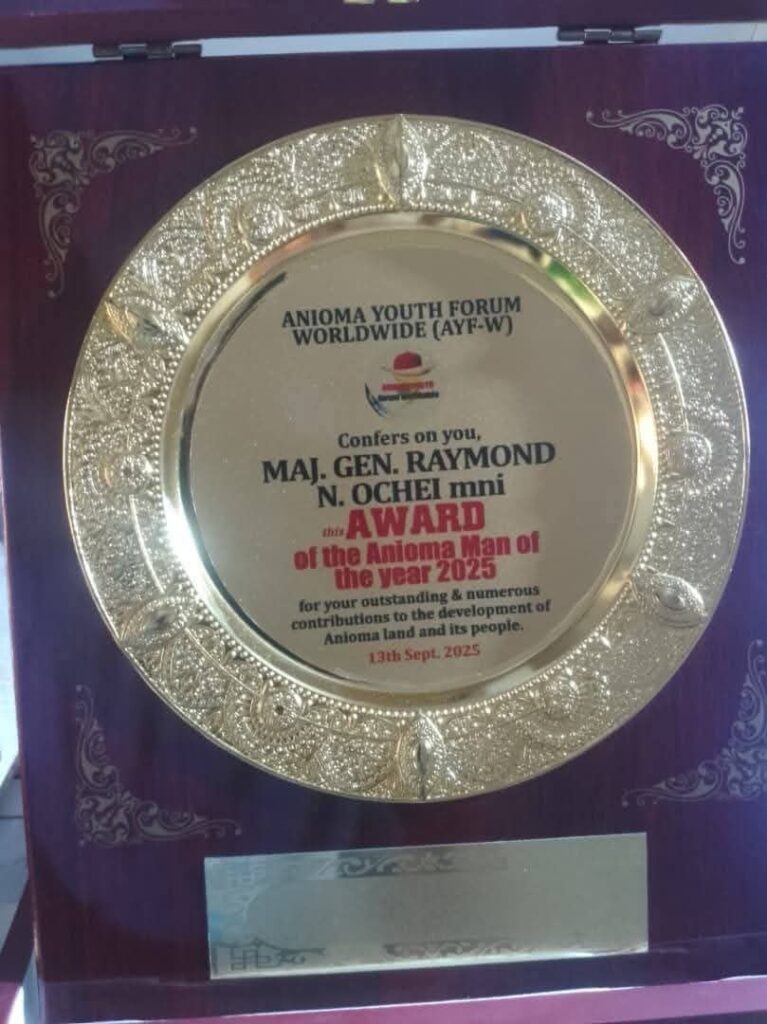 ANIOMA YOUTH FORUM
WORLDWIDE (AYF-W)
Confers on you,
MAJ. GEN. RAYMOND
N. OCHEI mni
this AWARD
of the Anioma Man of
the year 2025
for your outstanding & numerous
contributions to the development of
Anioma land and its people.
13th Sept. 2025